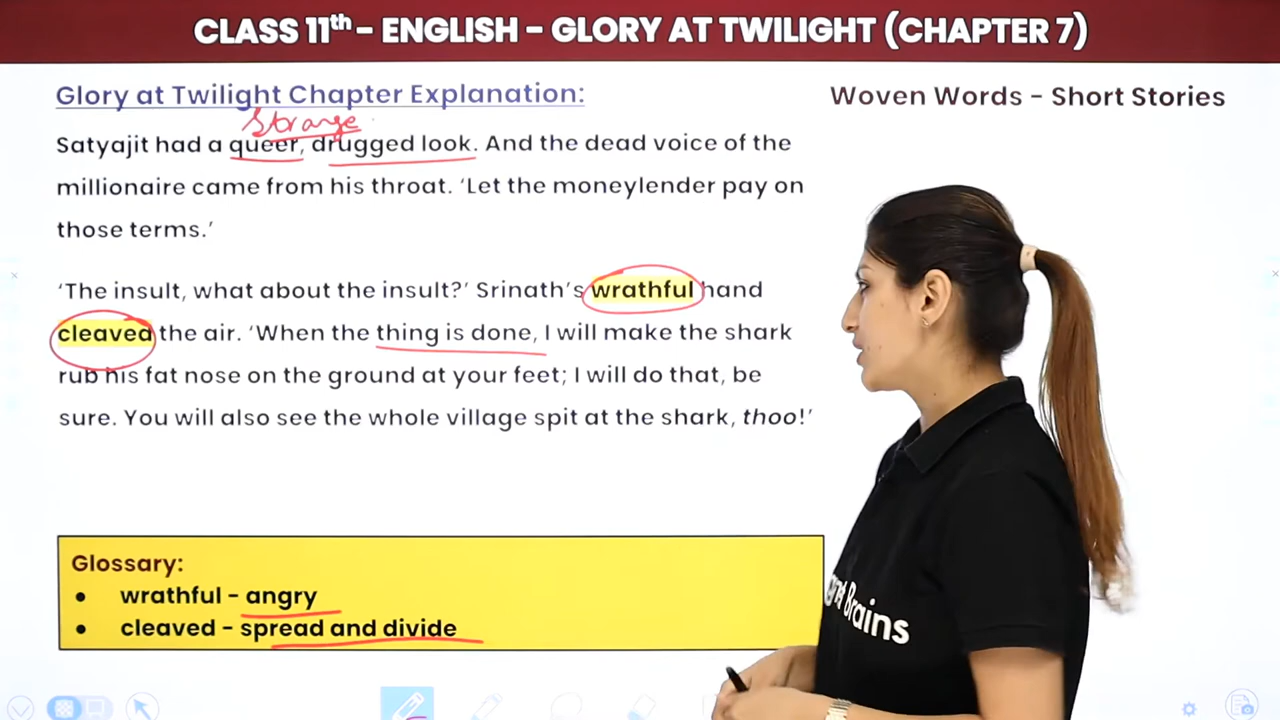 CLASS 11th - ENGLISH - GLORY AT TWILIGHT (CHAPTER 7)
Glory at Twilight Chapter Explanation:
Woven Words - Short Stories
Strange
Satyajit had a queer, drugged look. And the dead voice of the
millionaire came from his throat. ‘Let the moneylender pay on
those terms.’
‘The insult, what about the insult?’ Srinath’s wrathful hand
cleaved the air. ‘When the thing is done, I will make the shark
rub his fat nose on the ground at your feet; I will do that, be
sure. You will also see the whole village spit at the shark, thoo!’
Glossary:
• wrathful - angry
• cleaved - spread and divide
Brains